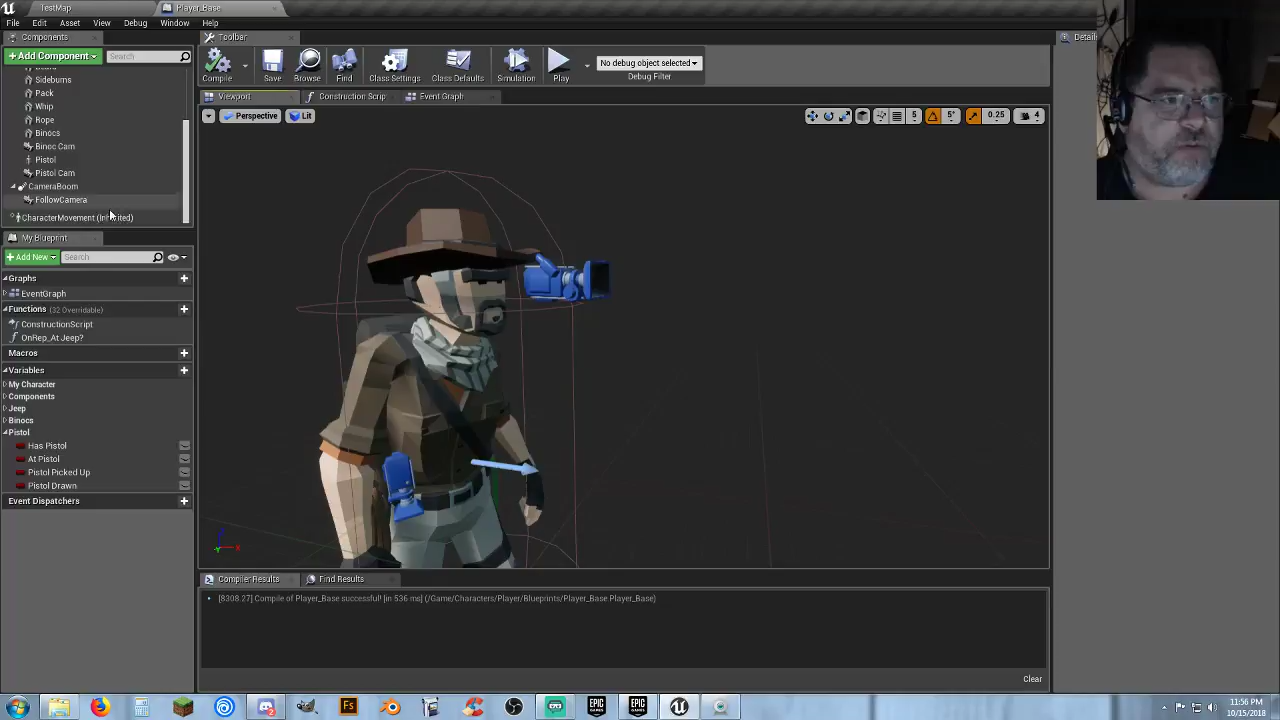 TestMap
Player_Base
File Edit Asset View Debug Window Help
Components
Toolbar
Details
Add Component
Search
Compile
Save
Browse
Find
Class Settings
Class Defaults
Simulation
Play
No debug object selected
Debug Filter
Sideburns
Pack
Whip
Rope
Binocs
Binoc Cam
Pistol
Pistol Cam
CameraBoom
FollowCamera
CharacterMovement (Inherited)
Viewport
Construction Scrip
Event Graph
Perspective
Lit
5
5°
0.25
4
My Blueprint
Add New
Search
Graphs
EventGraph
Functions (32 Overridable)
ConstructionScript
OnRep_At Jeep?
Macros
Variables
My Character
Components
Jeep
Binocs
Pistol
Has Pistol
At Pistol
Pistol Picked Up
Pistol Drawn
Event Dispatchers
Compiler Results
Find Results
[8308.27] Compile of Player_Base successful! [in 536 ms] (/Game/Characters/Player/Blueprints/Player_Base.Player_Base)
Clear
11:56 PM
10/15/2018